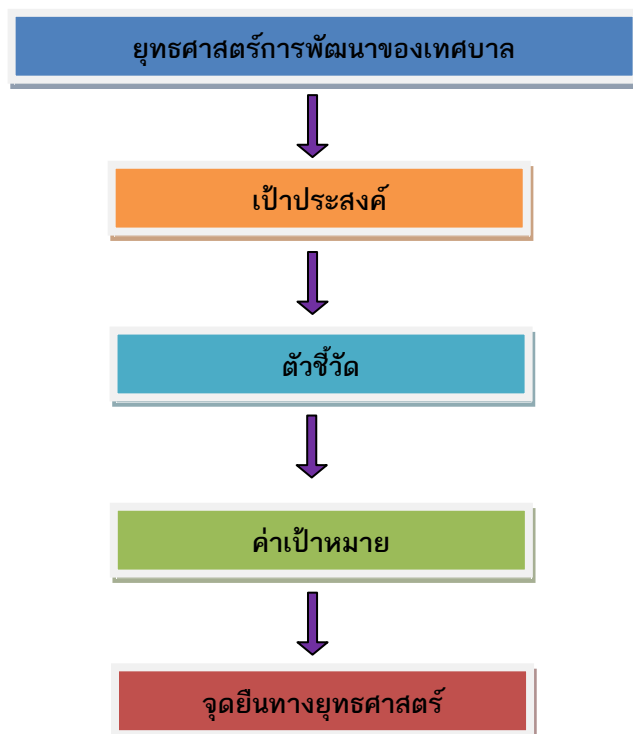 ยุทธศาสตร์การพัฒนาของเทศบาล
เป้าประสงค์
ตัวชี้วัด
ค่าเป้าหมาย
จุดยืนทางยุทธศาสตร์